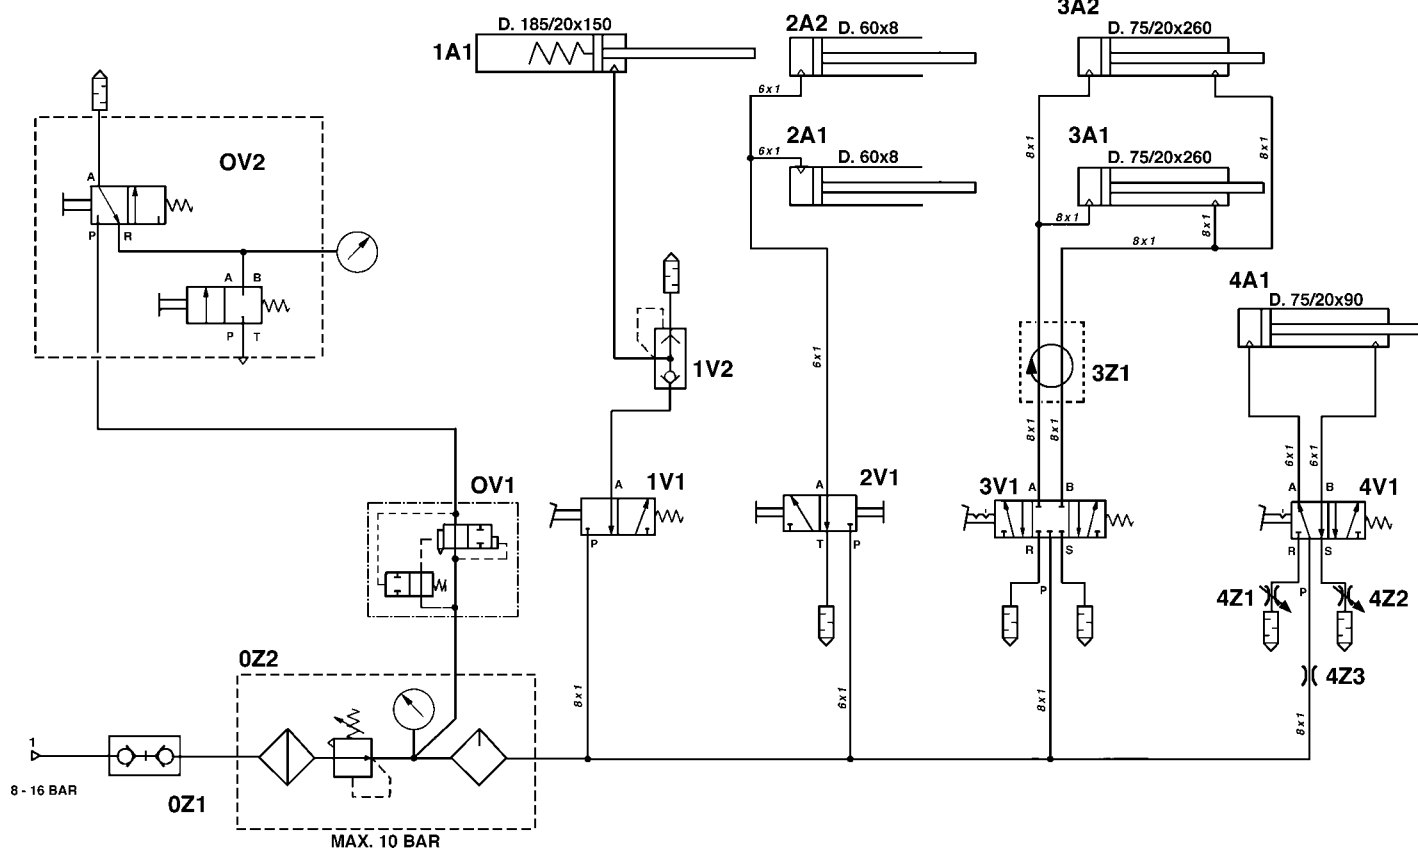 3A2
D. 185/20x150
2A2
D. 60x8
D. 75/20x260
1A1
6x1
OV2
2A1
3A1
6x1
D. 60x8
8x1
D. 75/20x260
8x1
A
8x1
8x1
8x1
P
R
A
B
4A1
D. 75/20x90
P
T
1V2
6x1
3Z1
8x1
8x1
6x1
6x1
OV1
A
1V1
A
2V1
3V1
A
B
A
B
4V1
P
T
P
R
S
R
S
P
P
4Z1
4Z2
0Z2
4Z3
8x1
6x1
8x1
8x1
1
8 - 16 BAR
0Z1
MAX. 10 BAR